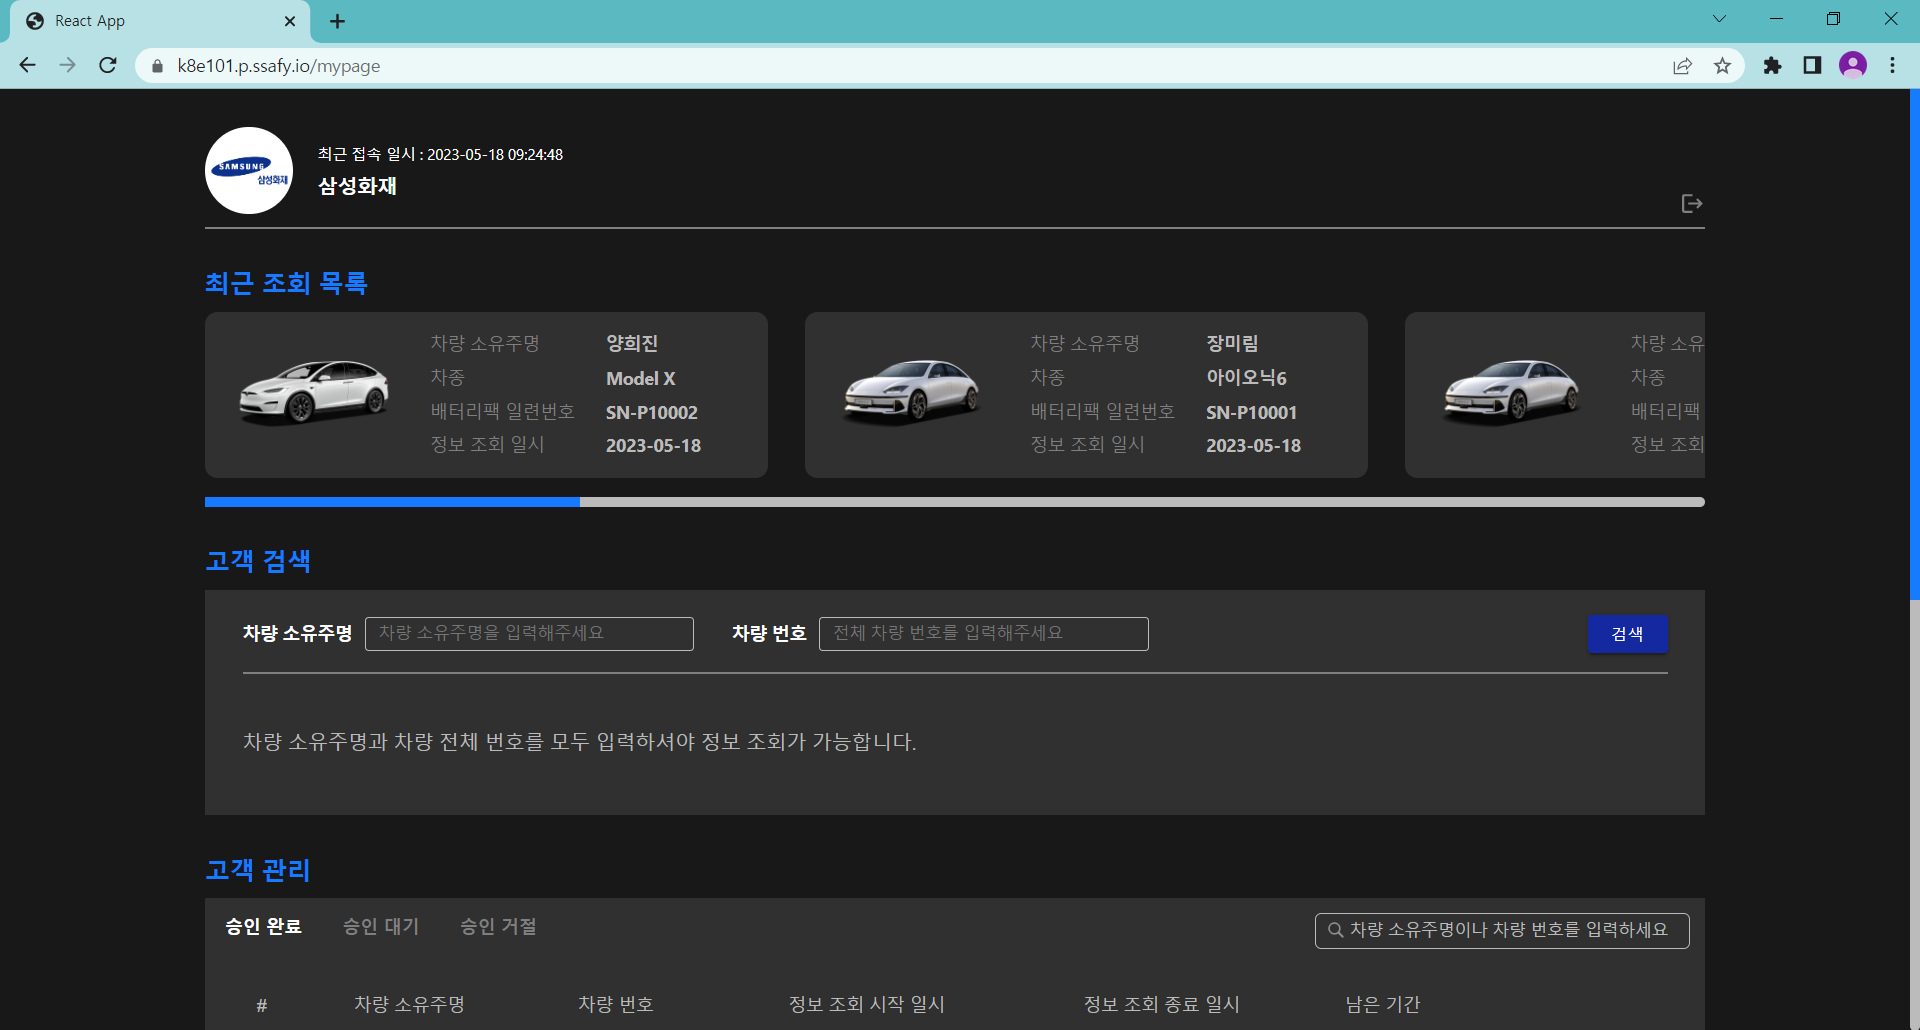 React App
k8e101.p.ssafy.io/mypage
SAMSUNG
삼성화재
최근 접속 일시 : 2023-05-18 09:24:48
삼성화재
최근 조회 목록
차량 소유주명 양희진
차종 Model X
배터리팩 일련번호 SN-P10002
정보 조회 일시 2023-05-18
차량 소유주명 장미림
차종 아이오닉6
배터리팩 일련번호 SN-P10001
정보 조회 일시 2023-05-18
차량 소유
차종
배터리팩
정보 조회
고객 검색
차량 소유주명 차량 소유주명을 입력해주세요 차량 번호 전체 차량 번호를 입력해주세요 검색
차량 소유주명과 차량 전체 번호를 모두 입력하셔야 정보 조회가 가능합니다.
고객 관리
승인 완료 승인 대기 승인 거절 차량 소유주명이나 차량 번호를 입력하세요
# 차량 소유주명 차량 번호 정보 조회 시작 일시 정보 조회 종료 일시 남은 기간